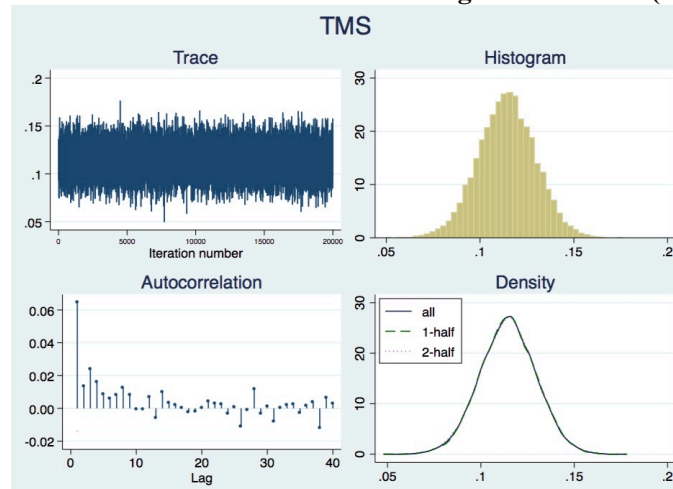 TMS
Trace
.2
.15
.1
.05
0 5000 10000 15000 20000
Iteration number
Histogram
30
20
10
0
.05 .1 .15 .2
Autocorrelation
0.06
0.04
0.02
0.00
-0.02
0 10 20 30 40
Lag
Density
all
1-half
2-half
30
20
10
0
.05 .1 .15 .2